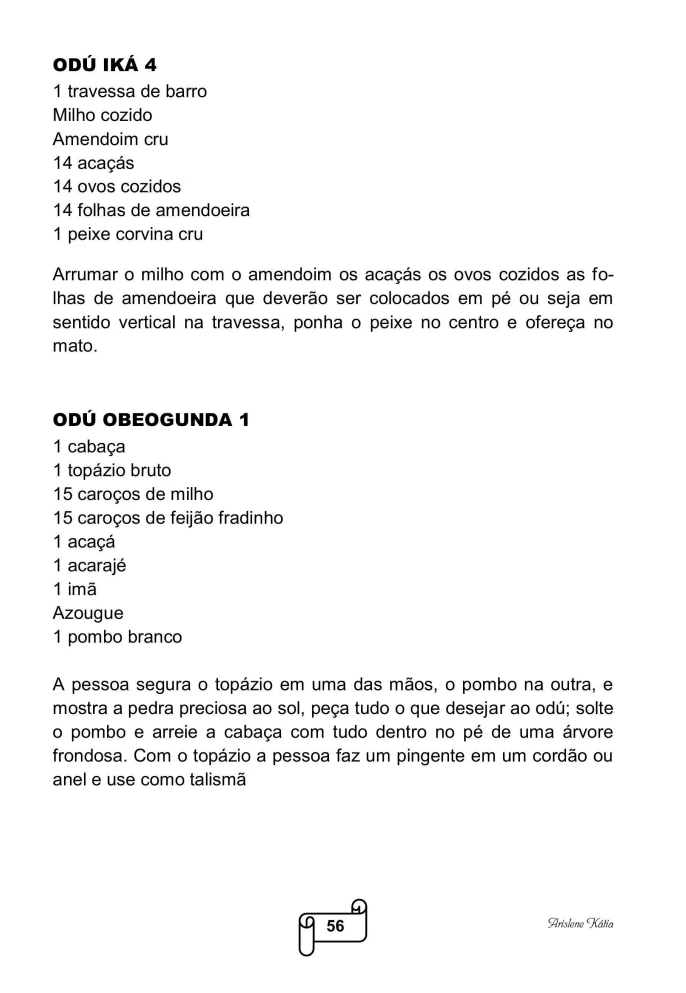 ODÚ IKÁ 4
1 travessa de barro
Milho cozido
Amendoim cru
14 acaçás
14 ovos cozidos
14 folhas de amendoeira
1 peixe corvina cru
Arrumar o milho com o amendoim os acaçás os ovos cozidos as fo-
lhas de amendoeira que deverão ser colocados em pé ou seja em
sentido vertical na travessa, ponha o peixe no centro e ofereça no
mato.
ODÚ OBEOGUNDA 1
1 cabaça
1 topázio bruto
15 caroços de milho
15 caroços de feijão fradinho
1 acaçá
1 acarajé
1 imã
Azougue
1 pombo branco
A pessoa segura o topázio em uma das mãos, o pombo na outra, e
mostra a pedra preciosa ao sol, peça tudo o que desejar ao odú; solte
o pombo e arreie a cabaça com tudo dentro no pé de uma árvore
frondosa. Com o topázio a pessoa faz um pingente em um cordão ou
anel e use como talismã
56
Arislene Kátia